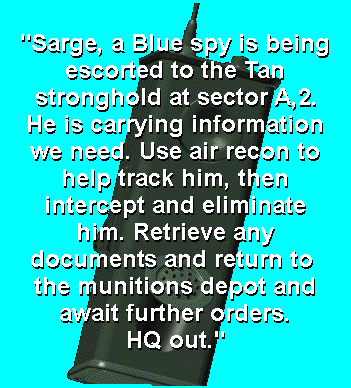 "Sarge, a Blue spy is being
escorted to the Tan
stronghold at sector A,2.
He is carrying information
we need. Use air recon to
help track him, then
intercept and eliminate
him. Retrieve any
documents and return to
the munitions depot and
await further orders.
HQ out."